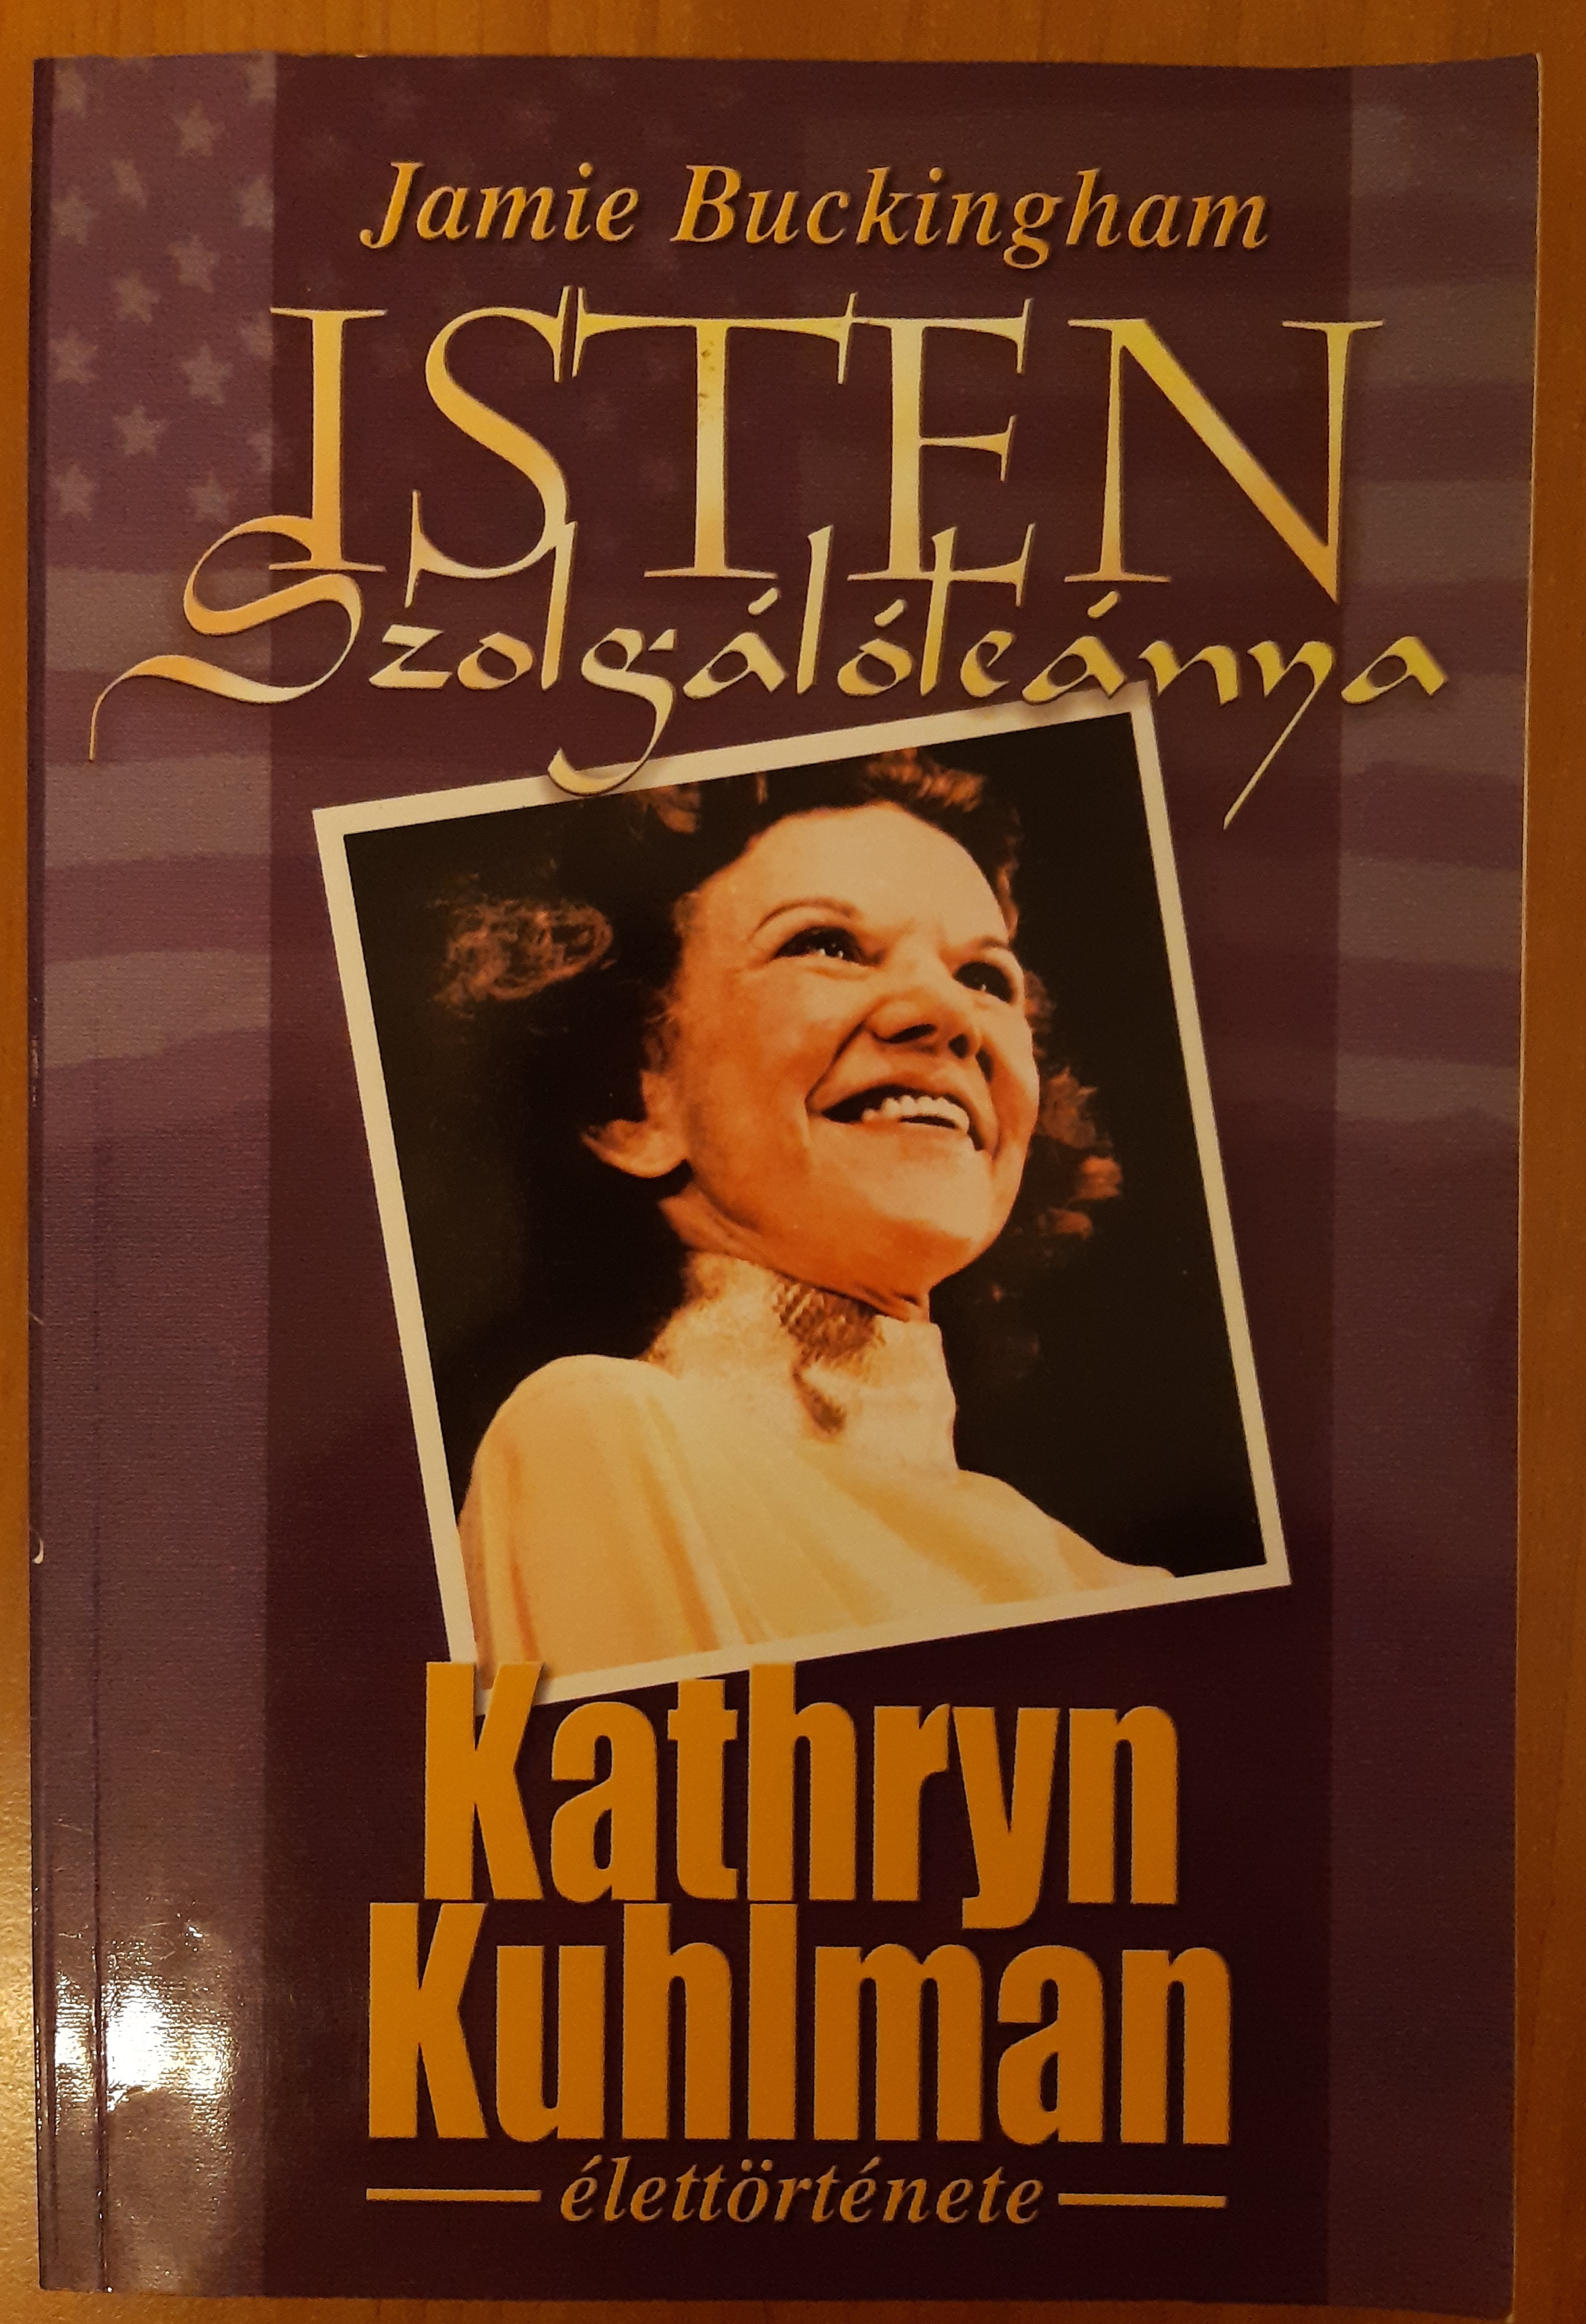 Jamie Buckingham
ISTEN
Szolgálóleánya
Kathryn
Kuhlman
élettörténete